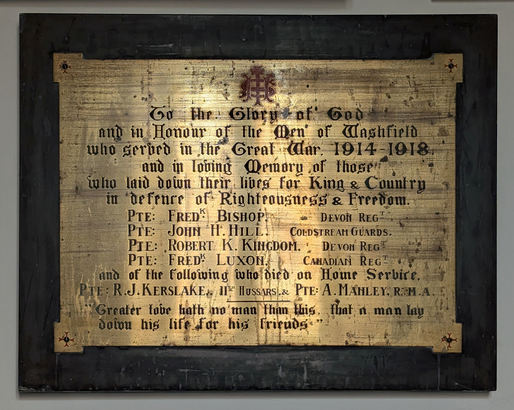 To the Glory of God
and in Honour of the Men of Washfield
who served in the Great War, 1914-1918,
and in loving Memory of those
who laid down their lives for King & Country
in defence of Righteousness & Freedom.
PTE: FREDK BISHOP. DEVON REGT
PTE: JOHN H. HILL. COLDSTREAM GUARDS.
PTE: ROBERT K. KINGDOM. DEVON REGT
PTE: FREDK LUXON. CANADIAN REGT
and of the following who died on Home Service.
PTE: R. J. KERSLAKE, 11TH HUSSARS, & PTE: A. MANLEY, R.M.A.
"Greater love hath no man than this, that a man lay
down his life for his friends"